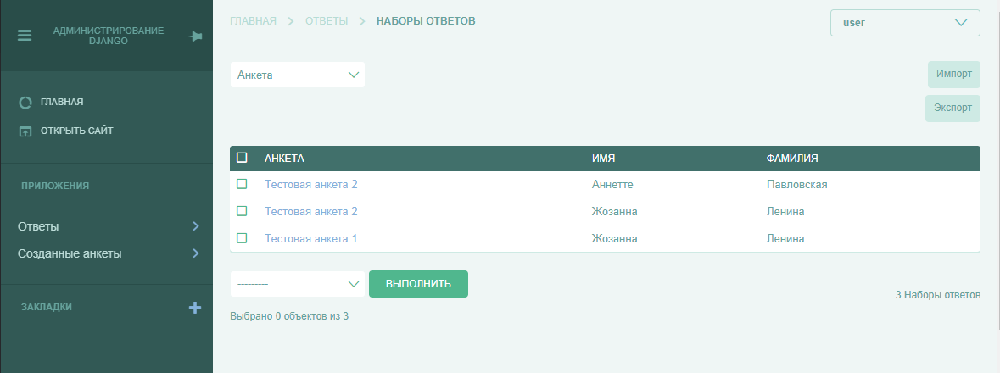 АДМИНИСТРИРОВАНИЕ
DJANGO
ГЛАВНАЯ
ОТКРЫТЬ САЙТ
ПРИЛОЖЕНИЯ
Ответы
Созданные анкеты
ЗАКЛАДКИ
ГЛАВНАЯ ОТВЕТЫ НАБОРЫ ОТВЕТОВ
user
Анкета
Импорт
Экспорт
АНКЕТА ИМЯ ФАМИЛИЯ
Тестовая анкета 2 Аннетте Павловская
Тестовая анкета 2 Жозанна Ленина
Тестовая анкета 1 Жозанна Ленина
--------- ВЫПОЛНИТЬ
3 Наборы ответов
Выбрано 0 объектов из 3